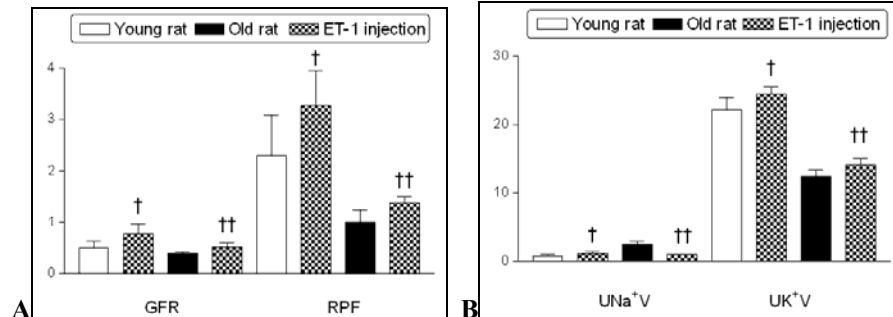 Young rat Old rat ET-1 injection
4
3
2
1
0
†
††
†
††
GFR RPF
A
Young rat Old rat ET-1 injection
30
20
10
0
†
††
†
††
UNa⁺V UK⁺V
B